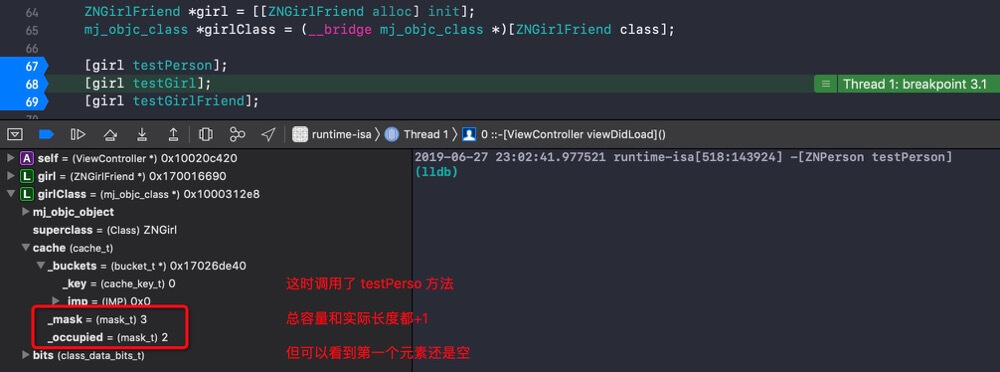 64 ZNGirlFriend *girl = [[ZNGirlFriend alloc] init];
65 mj_objc_class *girlClass = (__bridge mj_objc_class *)[ZNGirlFriend class];
66
67 [girl testPerson];
68 [girl testGirl]; Thread 1: breakpoint 3.1
69 [girl testGirlFriend];
70
runtime-isa 〉 Thread 1 〉 0 ::-[ViewController viewDidLoad]()
A self = (ViewController *) 0x10020c420
L girl = (ZNGirlFriend *) 0x170016690
L girlClass = (mj_objc_class *) 0x1000312e8
mj_objc_object
superclass = (Class) ZNGirl
cache (cache_t)
_buckets = (bucket_t *) 0x17026de40
_key = (cache_key_t) 0
imp = (IMP) 0x0
_mask = (mask_t) 3
_occupied = (mask_t) 2
bits (class_data_bits_t)
2019-06-27 23:02:41.977521 runtime-isa[518:143924] -[ZNPerson testPerson]
(lldb)
这时调用了 testPerso 方法
总容量和实际长度都+1
但可以看到第一个元素还是空